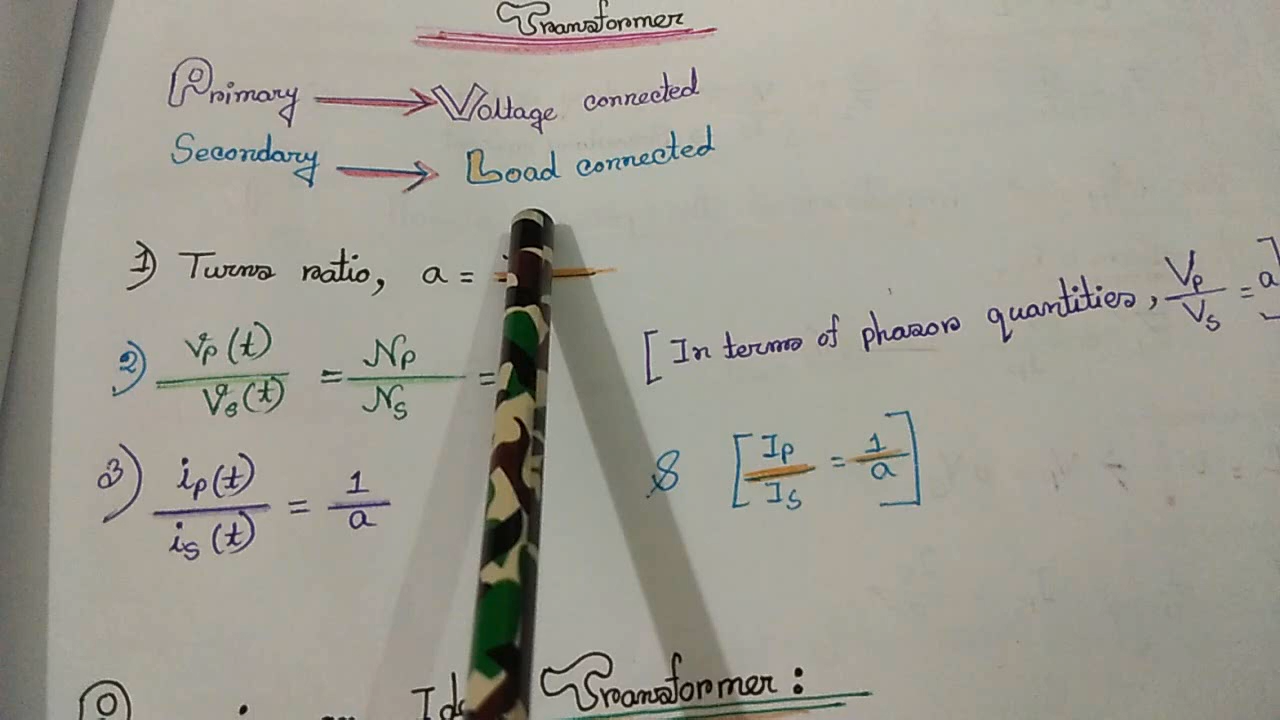 Transformer
Primary → Voltage connected
Secondary → Load connected
1) Turns ratio, a =
2) vp(t) / vs(t) = Np / Ns =
[In terms of phasors quantities, Vp / Vs = a]
3) ip(t) / is(t) = 1 / a
& [Ip / Is = 1 / a]
Transformer: